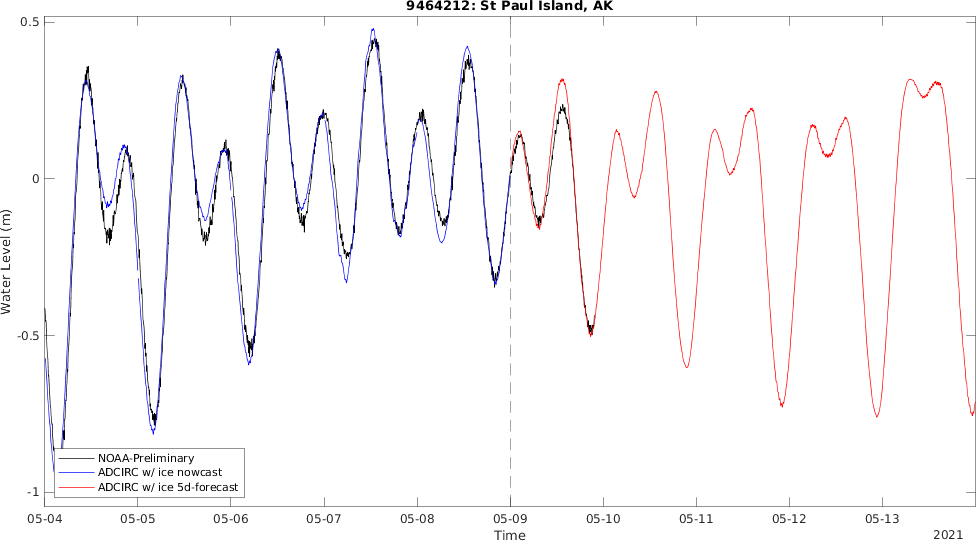 9464212: St Paul Island, AK
0.5
0
-0.5
-1
Water Level (m)
NOAA-Preliminary
ADCIRC w/ ice nowcast
ADCIRC w/ ice 5d-forecast
05-04 05-05 05-06 05-07 05-08 05-09 05-10 05-11 05-12 05-13
Time
2021